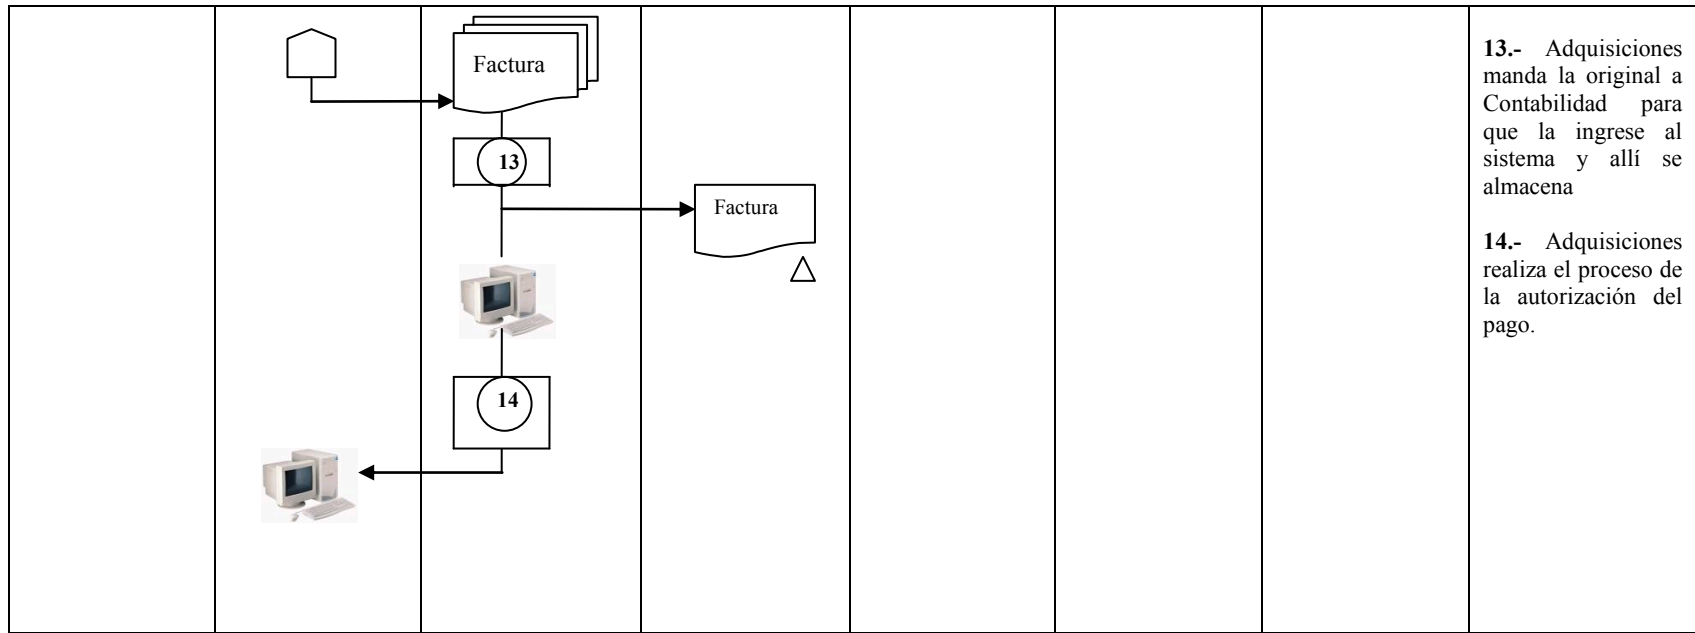 Factura
13
Factura
14
13.- Adquisiciones
manda la original a
Contabilidad para
que la ingrese al
sistema y allí se
almacena
14.- Adquisiciones
realiza el proceso de
la autorización del
pago.